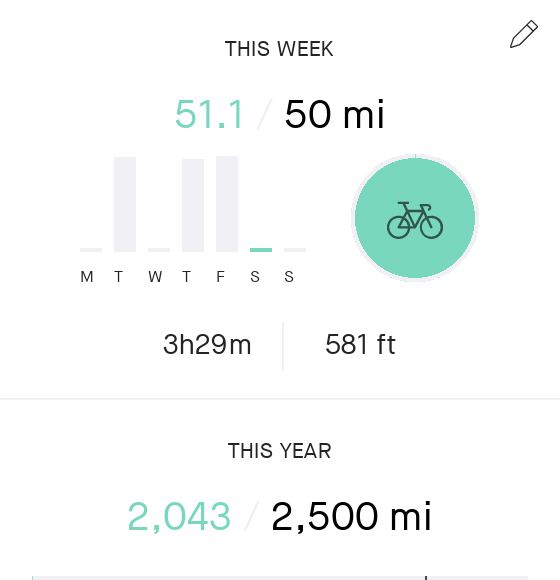 THIS WEEK
51.1 / 50 mi
M T W T F S S
3h29m 581 ft
THIS YEAR
2,043 / 2,500 mi